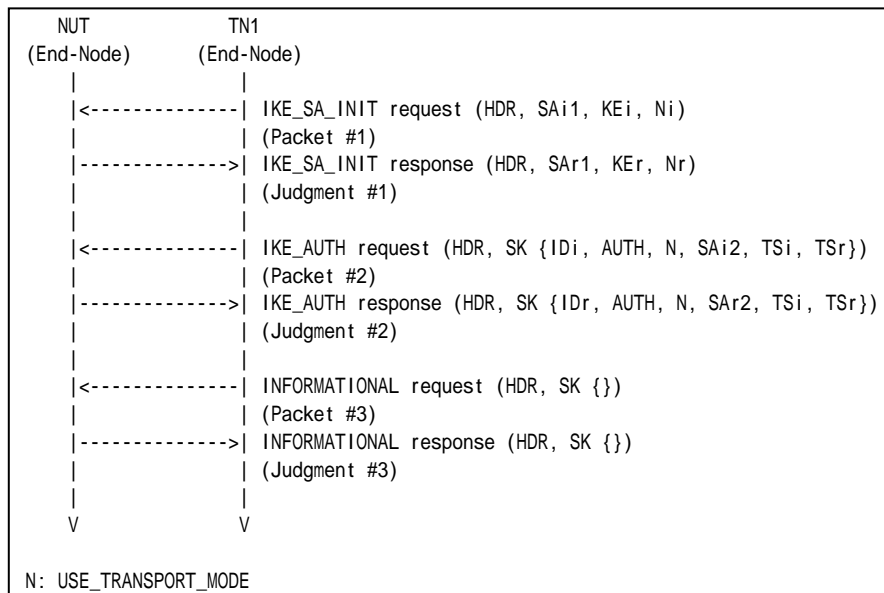 NUT TN1
(End-Node) (End-Node)
| |
|<--------------| IKE_SA_INIT request (HDR, SAi1, KEi, Ni)
| | (Packet #1)
|-------------->| IKE_SA_INIT response (HDR, SAr1, KEr, Nr)
| | (Judgment #1)
| |
|<--------------| IKE_AUTH request (HDR, SK {IDi, AUTH, N, SAi2, TSi, TSr})
| | (Packet #2)
|-------------->| IKE_AUTH response (HDR, SK {IDr, AUTH, N, SAr2, TSi, TSr})
| | (Judgment #2)
| |
|<--------------| INFORMATIONAL request (HDR, SK {})
| | (Packet #3)
|-------------->| INFORMATIONAL response (HDR, SK {})
| | (Judgment #3)
| |
V V
N: USE_TRANSPORT_MODE